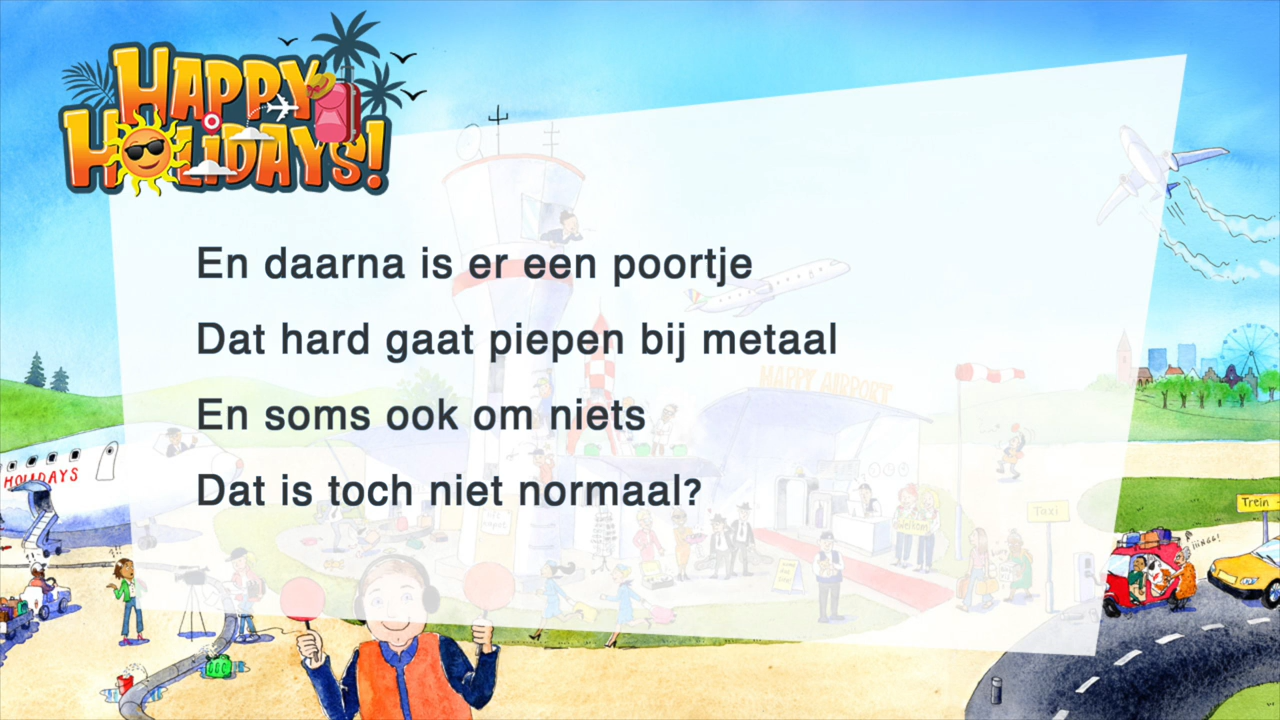 HAPPY
HOLIDAYS!
En daarna is er een poortje
Dat hard gaat piepen bij metaal
En soms ook om niets
Dat is toch niet normaal?
HAPPY AIRPORT
HOLIDAYS
Taxi
Trein